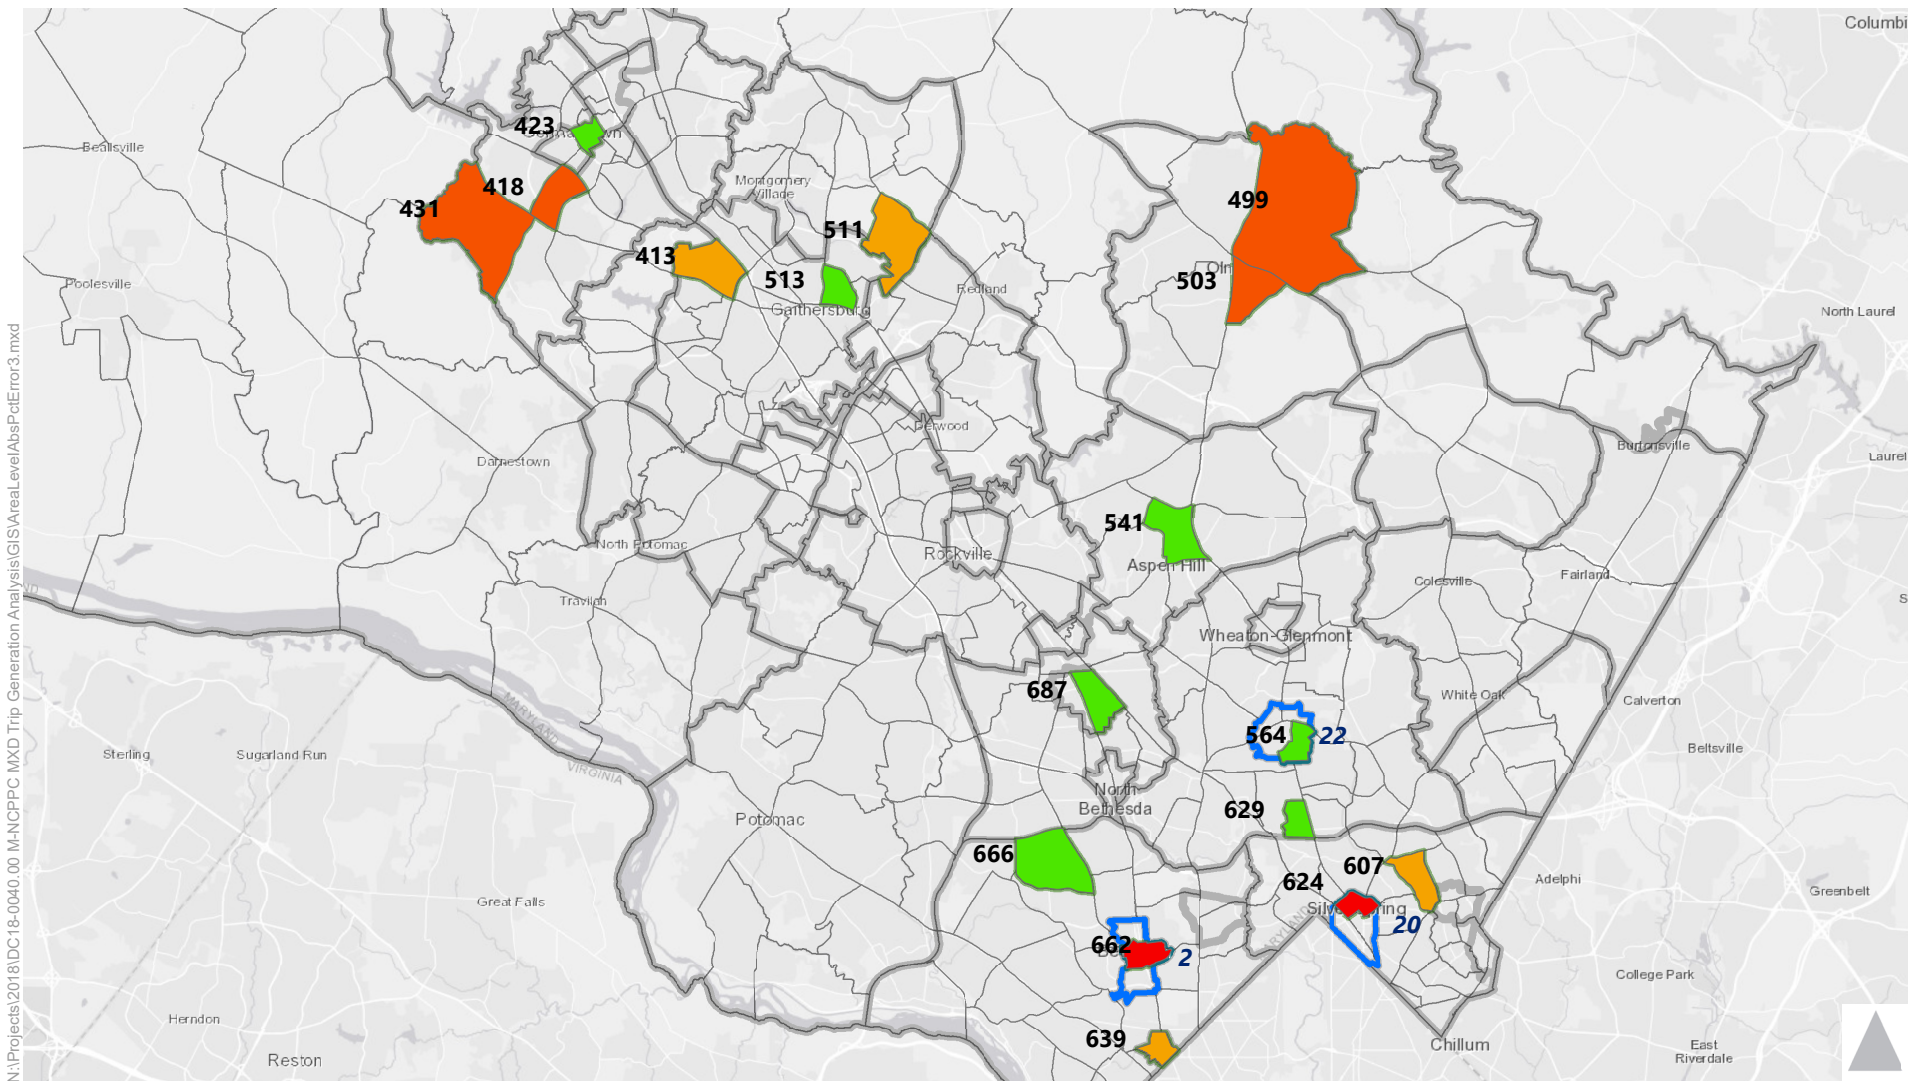 Columbi
423
Beallsville
418
Montgomery
Village
431
499
511
413
Poolesville
513
503
Redland
Gaithersburg
North Laurel
Derwood
Burtonsville
Laurel
Darnestown
541
North Potomac
Rockville
Aspen Hill
Colesville
Fairland
Travilah
Wheaton-Glenmont
687
White Oak
Calverton
MARYLAND
VIRGINIA
564
22
Sterling
Sugarland Run
Beltsville
North
Bethesda
629
Potomac
666
607
624
Adelphi
Greenbelt
Great Falls
20
662
2
College Park
Herndon
639
Reston
Chillum
East
Riverdale
N:\Projects\2018\DC18-0040.00 M-NCPPC MXD Trip Generation Analysis\GIS\AreaLevelAbsPctError3.mxd